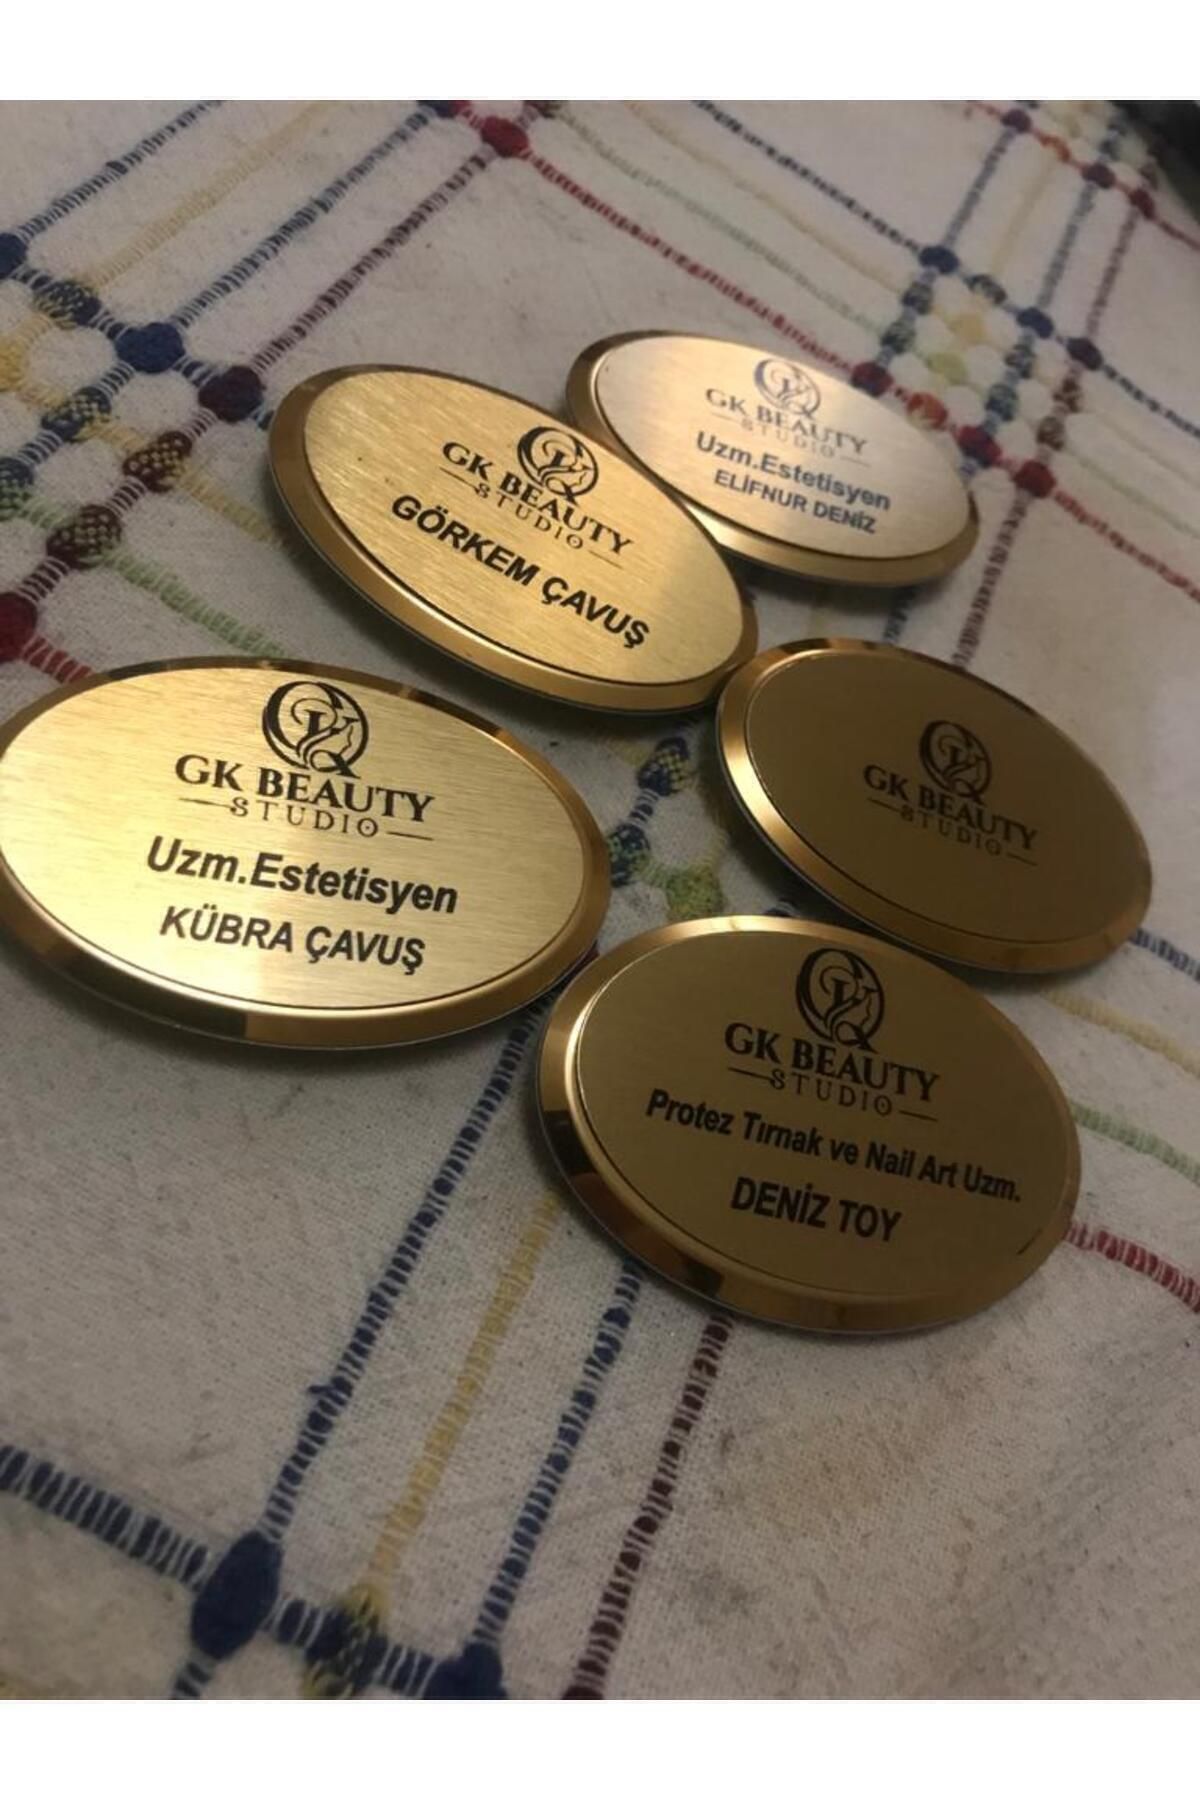 GK BEAUTY
STUDIO
Uzm.Estetisyen
ELİFNUR DENİZ
GK BEAUTY
STUDIO
GÖRKEM ÇAVUŞ
GK BEAUTY
STUDIO
Uzm.Estetisyen
KÜBRA ÇAVUŞ
GK BEAUTY
STUDIO
GK BEAUTY
STUDIO
Protez Tırnak ve Nail Art Uzm.
DENİZ TOY